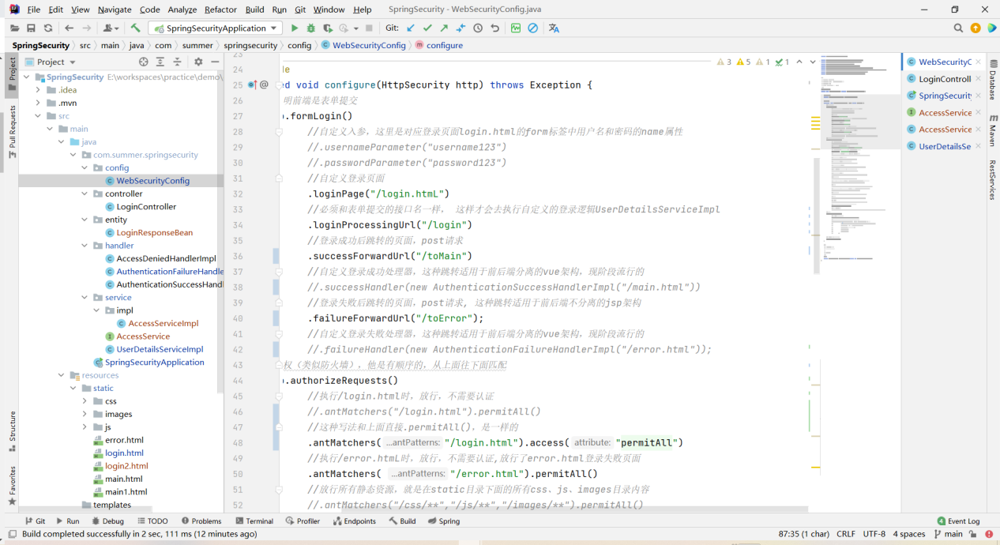 File Edit View Navigate Code Analyze Refactor Build Run Git Window Help SpringSecurity - WebSecurityConfig.java
SpringSecurityApplication Git:
SpringSecurity src main java com summer springsecurity config WebSecurityConfig configure
Project
Project
Pull Requests
Structure
Favorites
SpringSecurity E:\workspaces\practice\demo\
.idea
.mvn
src
main
java
com.summer.springsecurity
config
WebSecurityConfig
controller
LoginController
entity
LoginResponseBean
handler
AccessDeniedHandlerImpl
AuthenticationFailureHandle
AuthenticationSuccessHand
service
impl
AccessServiceImpl
AccessService
UserDetailsServiceImpl
SpringSecurityApplication
resources
static
css
images
js
error.html
login.html
login2.html
main.html
main1.html
templates
3 5 1 1
23
24 de
25 @ d void configure(HttpSecurity http) throws Exception {
26 明前端是表单提交
27 .formLogin()
28 //自定义入参，这里是对应登录页面login.html的form标签中用户名和密码的name属性
29 //.usernameParameter("username123")
30 //.passwordParameter("password123")
31 //自定义登录页面
32 .loginPage("/login.html")
33 //必须和表单提交的接口名一样， 这样才会去执行自定义的登录逻辑UserDetailsServiceImpl
34 .loginProcessingUrl("/login")
35 //登录成功后跳转的页面，post请求
36 .successForwardUrl("/toMain")
37 //自定义登录成功处理器，这种跳转适用于前后端分离的vue架构，现阶段流行的
38 //.successHandler(new AuthenticationSuccessHandlerImpl("/main.html"))
39 //登录失败后跳转的页面，post请求, 这种跳转适用于前后端不分离的jsp架构
40 .failureForwardUrl("/toError");
41 //自定义登录失败处理器，这种跳转适用于前后端分离的vue架构，现阶段流行的
42 //.failureHandler(new AuthenticationFailureHandlerImpl("/error.html"));
43 权（类似防火墙），他是有顺序的，从上面往下面匹配
44 .authorizeRequests()
45 //执行/login.html时，放行，不需要认证
46 //.antMatchers("/login.html").permitAll()
47 //这种写法和上面直接.permitAll()，是一样的
48 .antMatchers( ...antPatterns: "/login.html").access( attribute: "permitAll")
49 //执行/error.html时，放行，不需要认证,放行了error.html登录失败页面
50 .antMatchers( ...antPatterns: "/error.html").permitAll()
51 //放行所有静态资源，就是在static目录下面的所有css、js、images目录内容
52 //.antMatchers("/css/**","/js/**","/images/**").permitAll()
WebSecurityC
LoginControll
SpringSecurity
AccessService
AccessService
UserDetailsSe
Database
Maven
RestServices
Git Run Debug TODO Problems Terminal Profiler Endpoints Build Spring 4 Event Log
Build completed successfully in 2 sec, 111 ms (12 minutes ago) 87:35 (1 char) CRLF UTF-8 4 spaces main